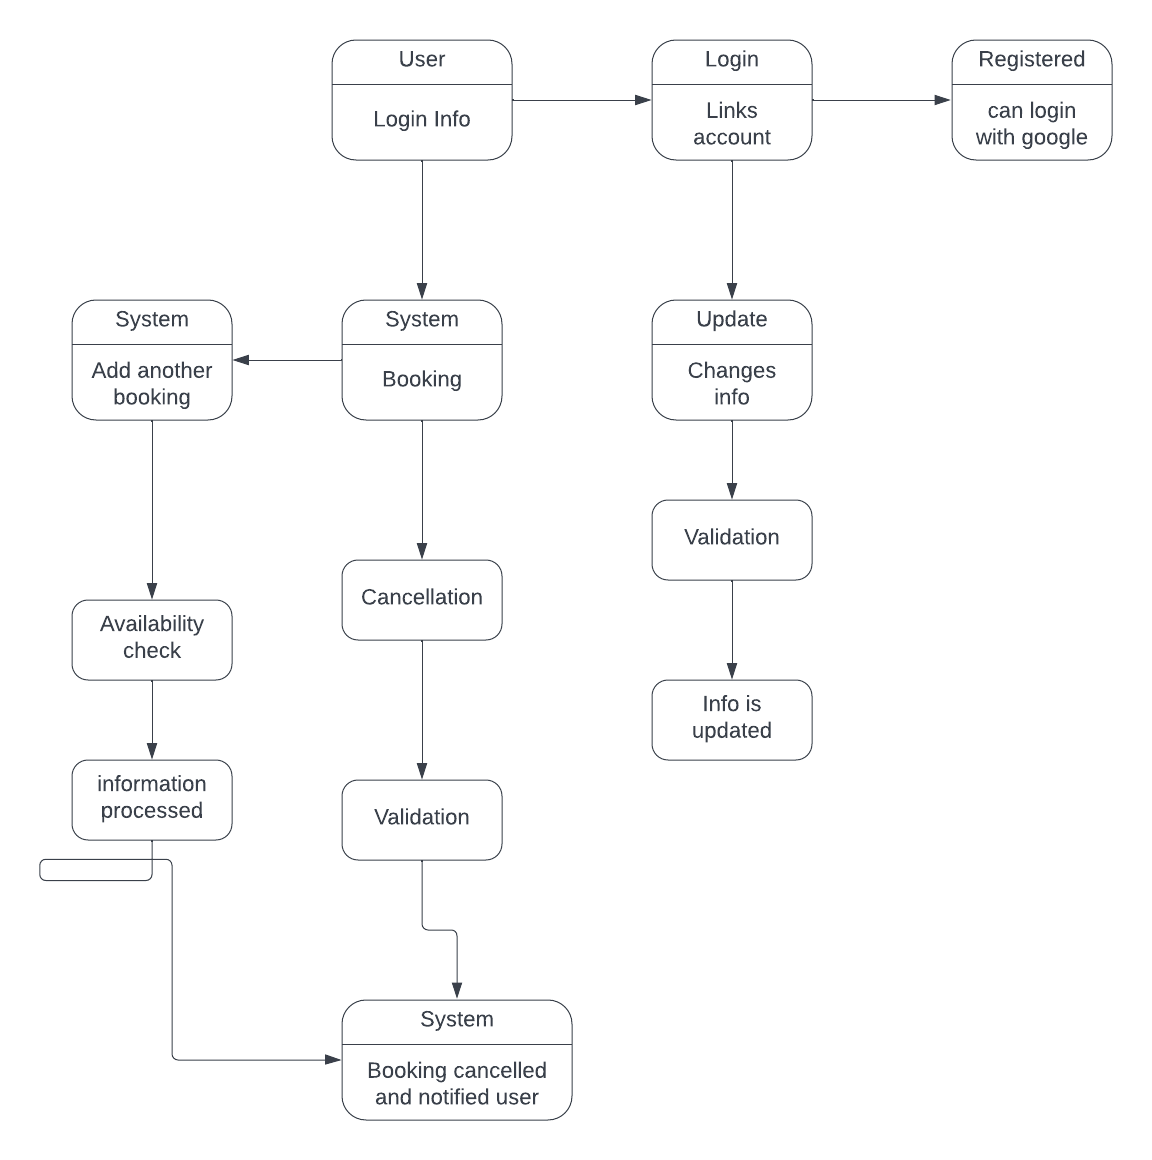 User
Login Info
Login
Links
account
Registered
can login
with google
System
Add another
booking
System
Booking
Update
Changes
info
Validation
Cancellation
Availability
check
Info is
updated
information
processed
Validation
System
Booking cancelled
and notified user